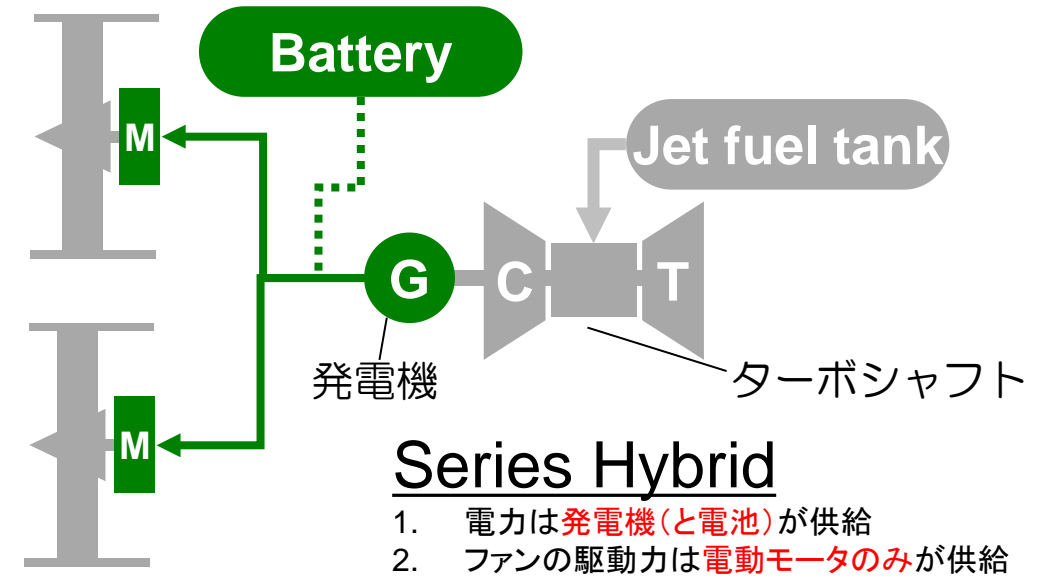 Battery
M
Jet fuel tank
G
C
T
発電機
ターボシャフト
M
Series Hybrid
1. 電力は発電機(と電池)が供給
2. ファンの駆動力は電動モータのみが供給